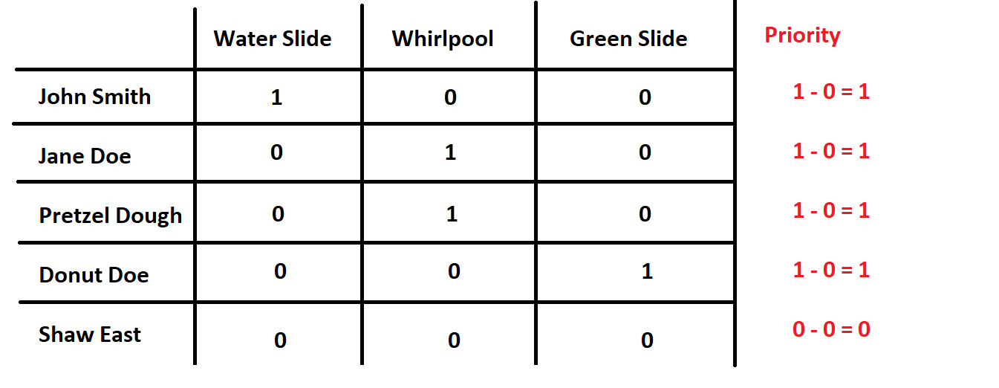 Water Slide Whirlpool Green Slide Priority
John Smith 1 0 0 1 - 0 = 1
Jane Doe 0 1 0 1 - 0 = 1
Pretzel Dough 0 1 0 1 - 0 = 1
Donut Doe 0 0 1 1 - 0 = 1
Shaw East 0 0 0 0 - 0 = 0